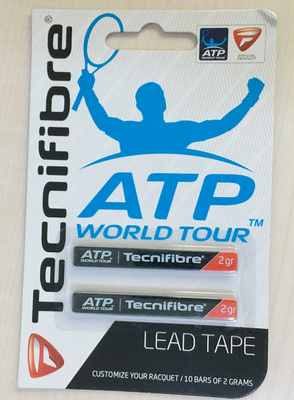 Tecnifibre®
ATP
WORLD TOUR
OFFICIAL
PRODUCT
ATP
WORLD TOUR™
ATP
WORLD TOUR
Tecnifibre®
2 gr
ATP
WORLD TOUR
Tecnifibre®
2 gr
LEAD TAPE
CUSTOMIZE YOUR RACQUET / 10 BARS OF 2 GRAMS